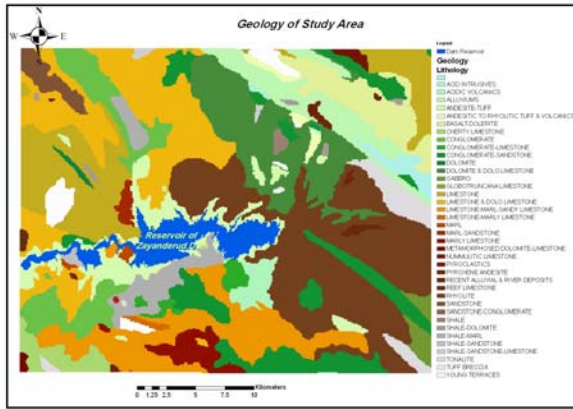 Geology of Study Area
N
W E
S
Legend
Dam Reservoir
Geology
Lithology
ACID INTRUSIVES
ACIDIC VOLCANICS
ALLUVIUMS
ANDESITE-TUFF
ANDESITIC TO RHYOLITIC TUFF & VOLCANICS
BASALT/DOLERITE
CHERTY LIMESTONE
CONGLOMERATE
CONGLOMERATE-LIMESTONE
CONGLOMERATE-SANDSTONE
DOLOMITE
DOLOMITE & DOLO LIMESTONE
GABBRO
GLOBOTRUNCANA LIMESTONE
LIMESTONE
LIMESTONE & DOLO LIMESTONE
LIMESTONE-MARL-SANDY LIMESTONE
LIMESTONE-MARLY LIMESTONE
MARL
MARL-SANDSTONE
MARLY LIMESTONE
METAMORPHOSED DOLOMITE-LIMESTONE
NUMMULITIC LIMESTONE
PYROCLASTICS
PYROXENE ANDESITE
RECENT ALLUVIAL & RIVER DEPOSITS
REEF LIMESTONE
RHYOLITE
SANDSTONE
SANDSTONE-CONGLOMERATE
SHALE
SHALE-DOLOMITE
SHALE-MARL
SHALE-SANDSTONE
SHALE-SANDSTONE-LIMESTONE
TONALITE
TUFF BRECCIA
YOUNG TERRACES
Reservoir of
Zayanderud Dam
Kilometers
0 1.25 2.5 5 7.5 10